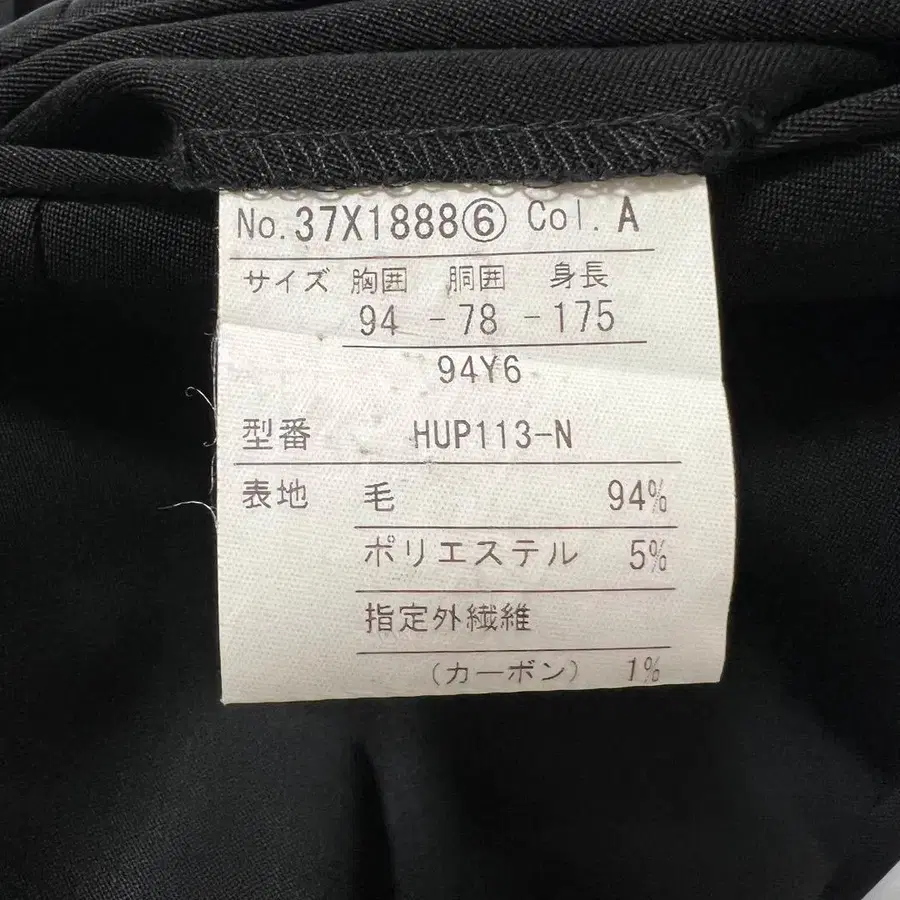 No. 37X1888⑥ Col. A
サイズ 胸囲 胴囲 身長
94 -78 -175
94Y6
型番 HUP113-N
表地 毛 94%
ポリエステル 5%
指定外繊維
(カーボン) 1%